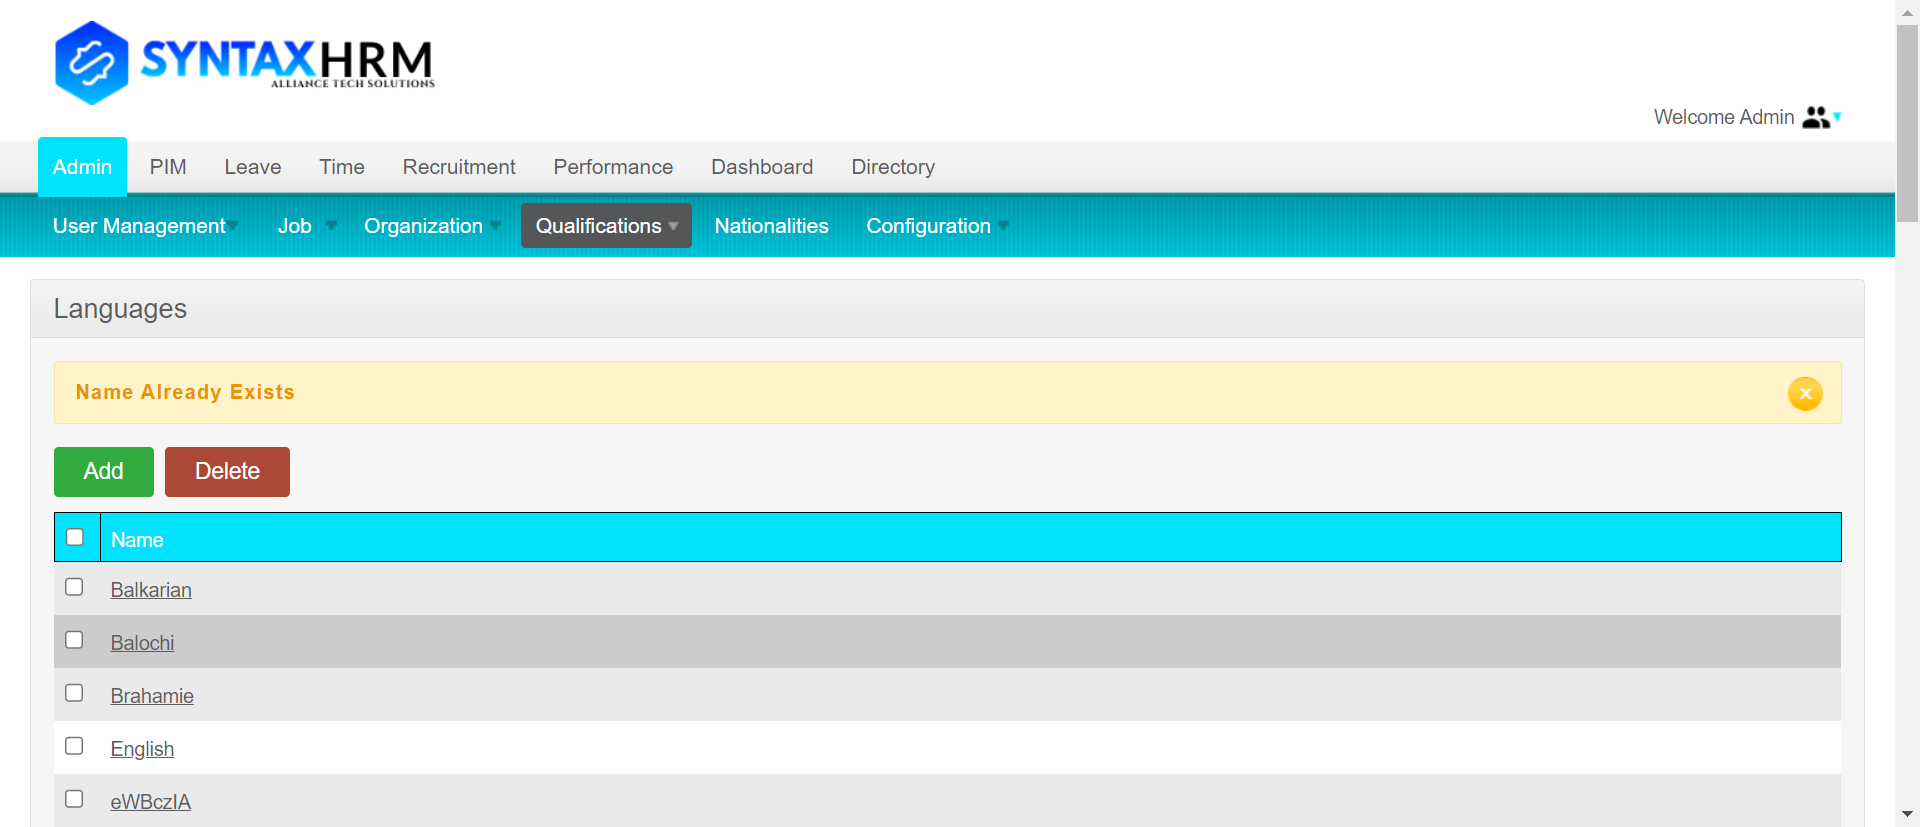 SYNTAXHRM
ALLIANCE TECH SOLUTIONS
Welcome Admin
Admin PIM Leave Time Recruitment Performance Dashboard Directory
User Management Job Organization Qualifications Nationalities Configuration
Languages
Name Already Exists
Add Delete
Name
Balkarian
Balochi
Brahamie
English
eWBczIA